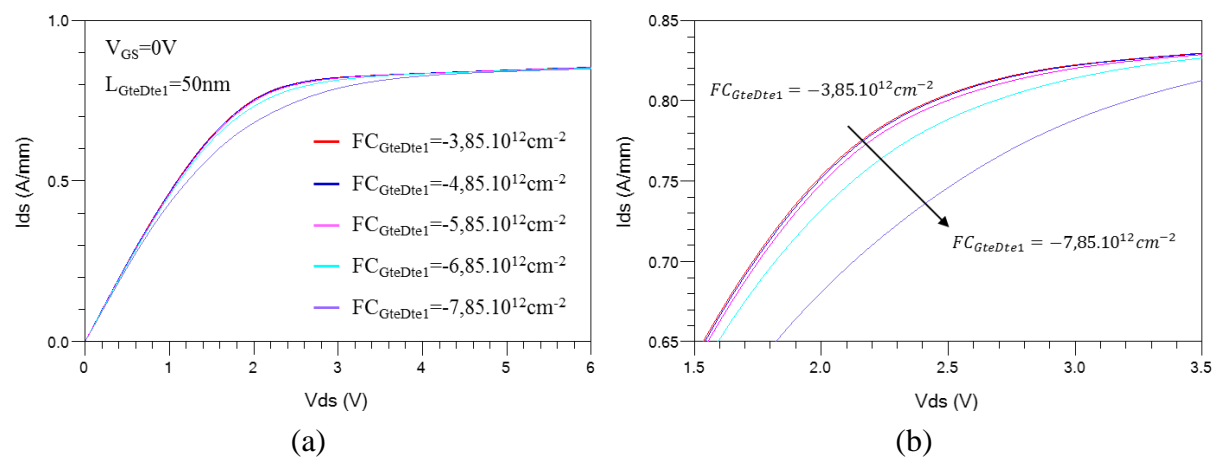 1.0
0.5
0.0
Ids (A/mm)
V_GS=0V
L_GteDte1=50nm
FC_GteDte1=-3,85.10^12cm^-2
FC_GteDte1=-4,85.10^12cm^-2
FC_GteDte1=-5,85.10^12cm^-2
FC_GteDte1=-6,85.10^12cm^-2
FC_GteDte1=-7,85.10^12cm^-2
0 1 2 3 4 5 6
Vds (V)
(a)
0.85
0.80
0.75
0.70
0.65
Ids (A/mm)
FC_GteDte1 = −3,85.10^12cm^−2
FC_GteDte1 = −7,85.10^12cm^−2
1.5 2.0 2.5 3.0 3.5
Vds (V)
(b)